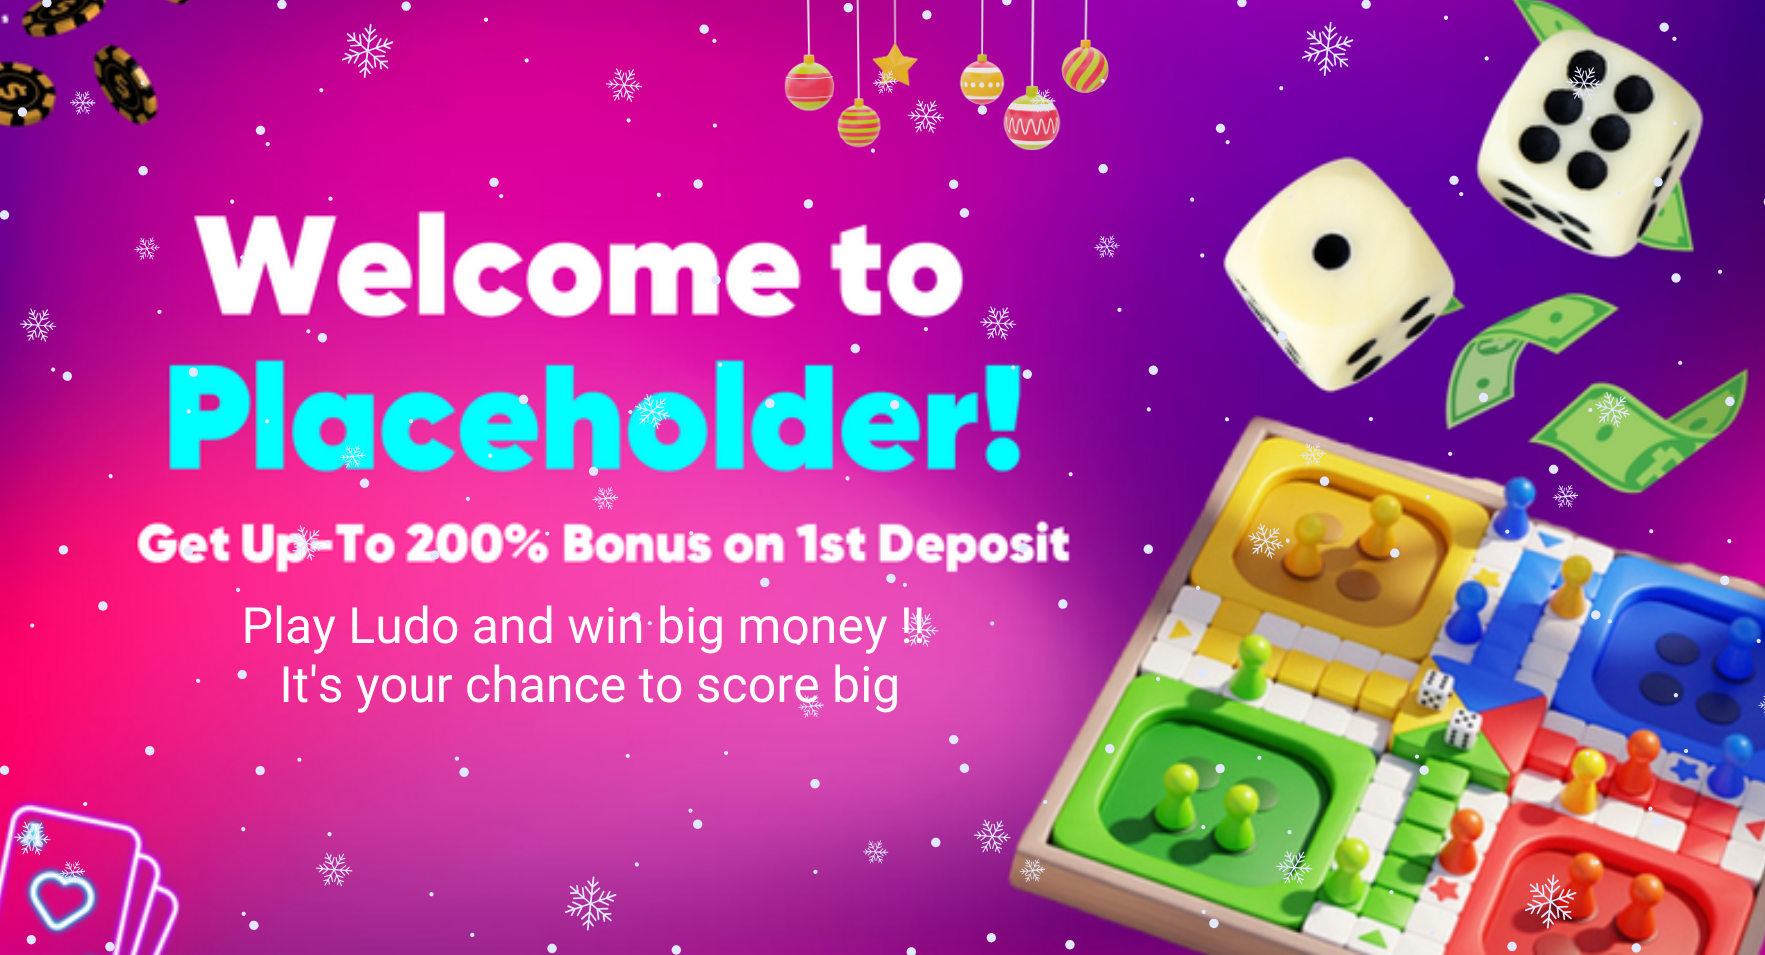 Welcome to
Placeholder!
Get Up-To 200% Bonus on 1st Deposit
Play Ludo and win big money !!
It's your chance to score big